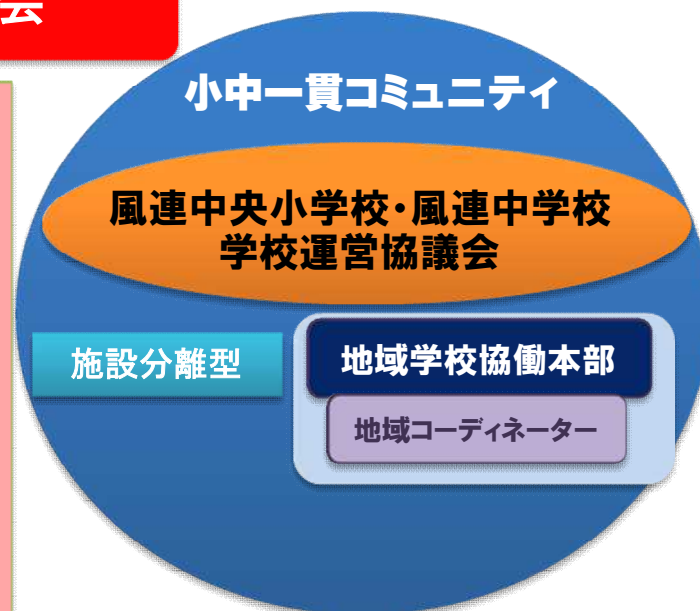 会
小中一貫コミュニティ
風連中央小学校・風連中学校
学校運営協議会
施設分離型
地域学校協働本部
地域コーディネーター